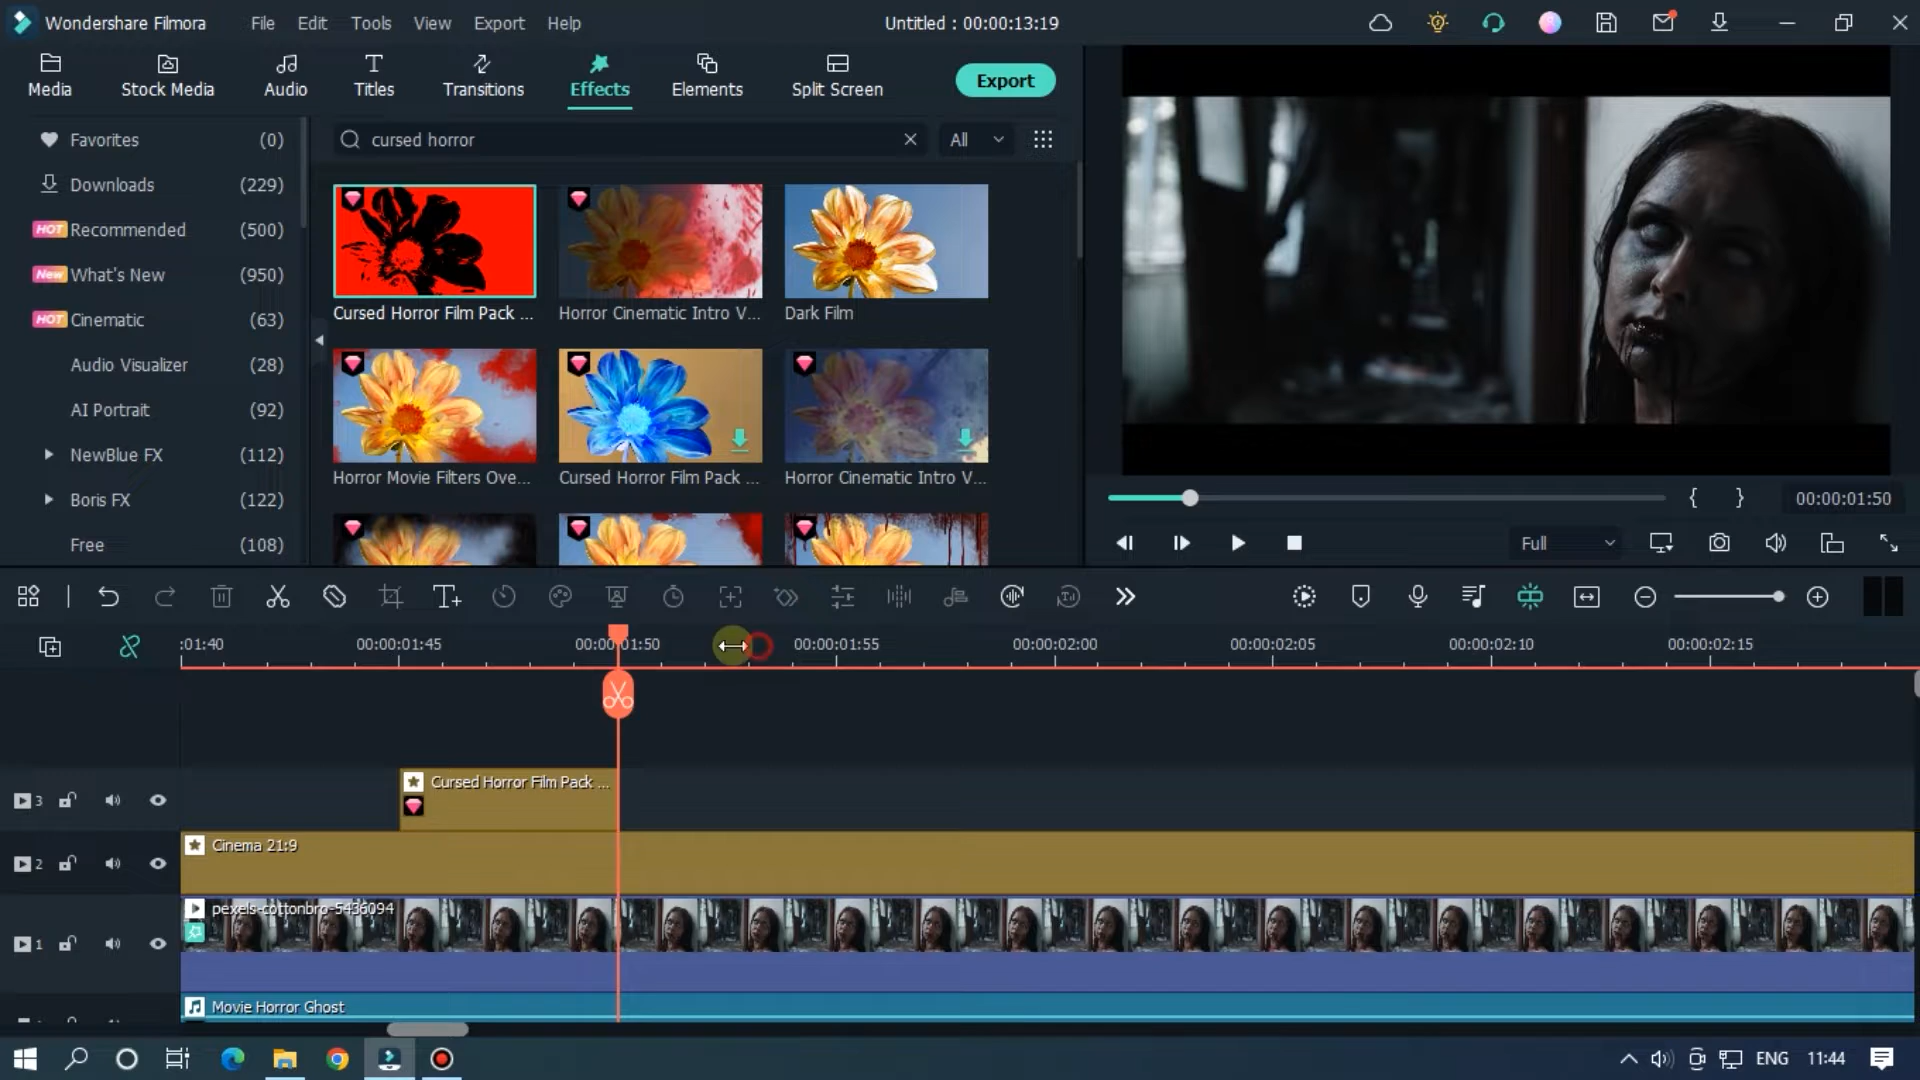 Wondershare Filmora File Edit Tools View Export Help Untitled : 00:00:13:19
Media Stock Media Audio Titles Transitions Effects Elements Split Screen Export
Favorites (0)
Downloads (229)
HOT Recommended (500)
New What's New (950)
HOT Cinematic (63)
Audio Visualizer (28)
AI Portrait (92)
NewBlue FX (112)
Boris FX (122)
Free (108)
cursed horror All
Cursed Horror Film Pack ... Horror Cinematic Intro V... Dark Film
Horror Movie Filters Ove... Cursed Horror Film Pack ... Horror Cinematic Intro V...
{ } 00:00:01:50
Full
:01:40 00:00:01:45 00:00:01:50 00:00:01:55 00:00:02:00 00:00:02:05 00:00:02:10 00:00:02:15
3 Cursed Horror Film Pack ...
2 Cinema 21:9
1 pexels-cottonbro-5436094
Movie Horror Ghost
ENG 11:44